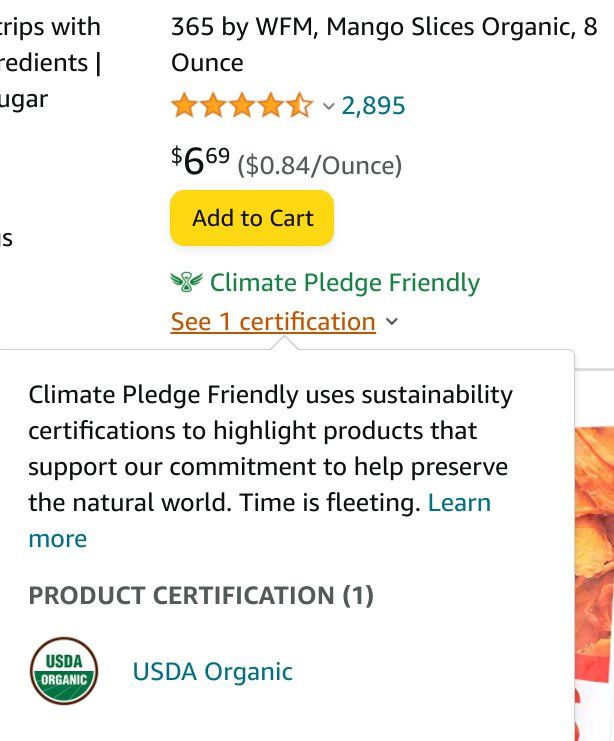 trips with
redients |
ugar
s
365 by WFM, Mango Slices Organic, 8
Ounce
2,895
$6.69 ($0.84/Ounce)
Add to Cart
Climate Pledge Friendly
See 1 certification
Climate Pledge Friendly uses sustainability
certifications to highlight products that
support our commitment to help preserve
the natural world. Time is fleeting. Learn
more
PRODUCT CERTIFICATION (1)
USDA
ORGANIC
USDA Organic